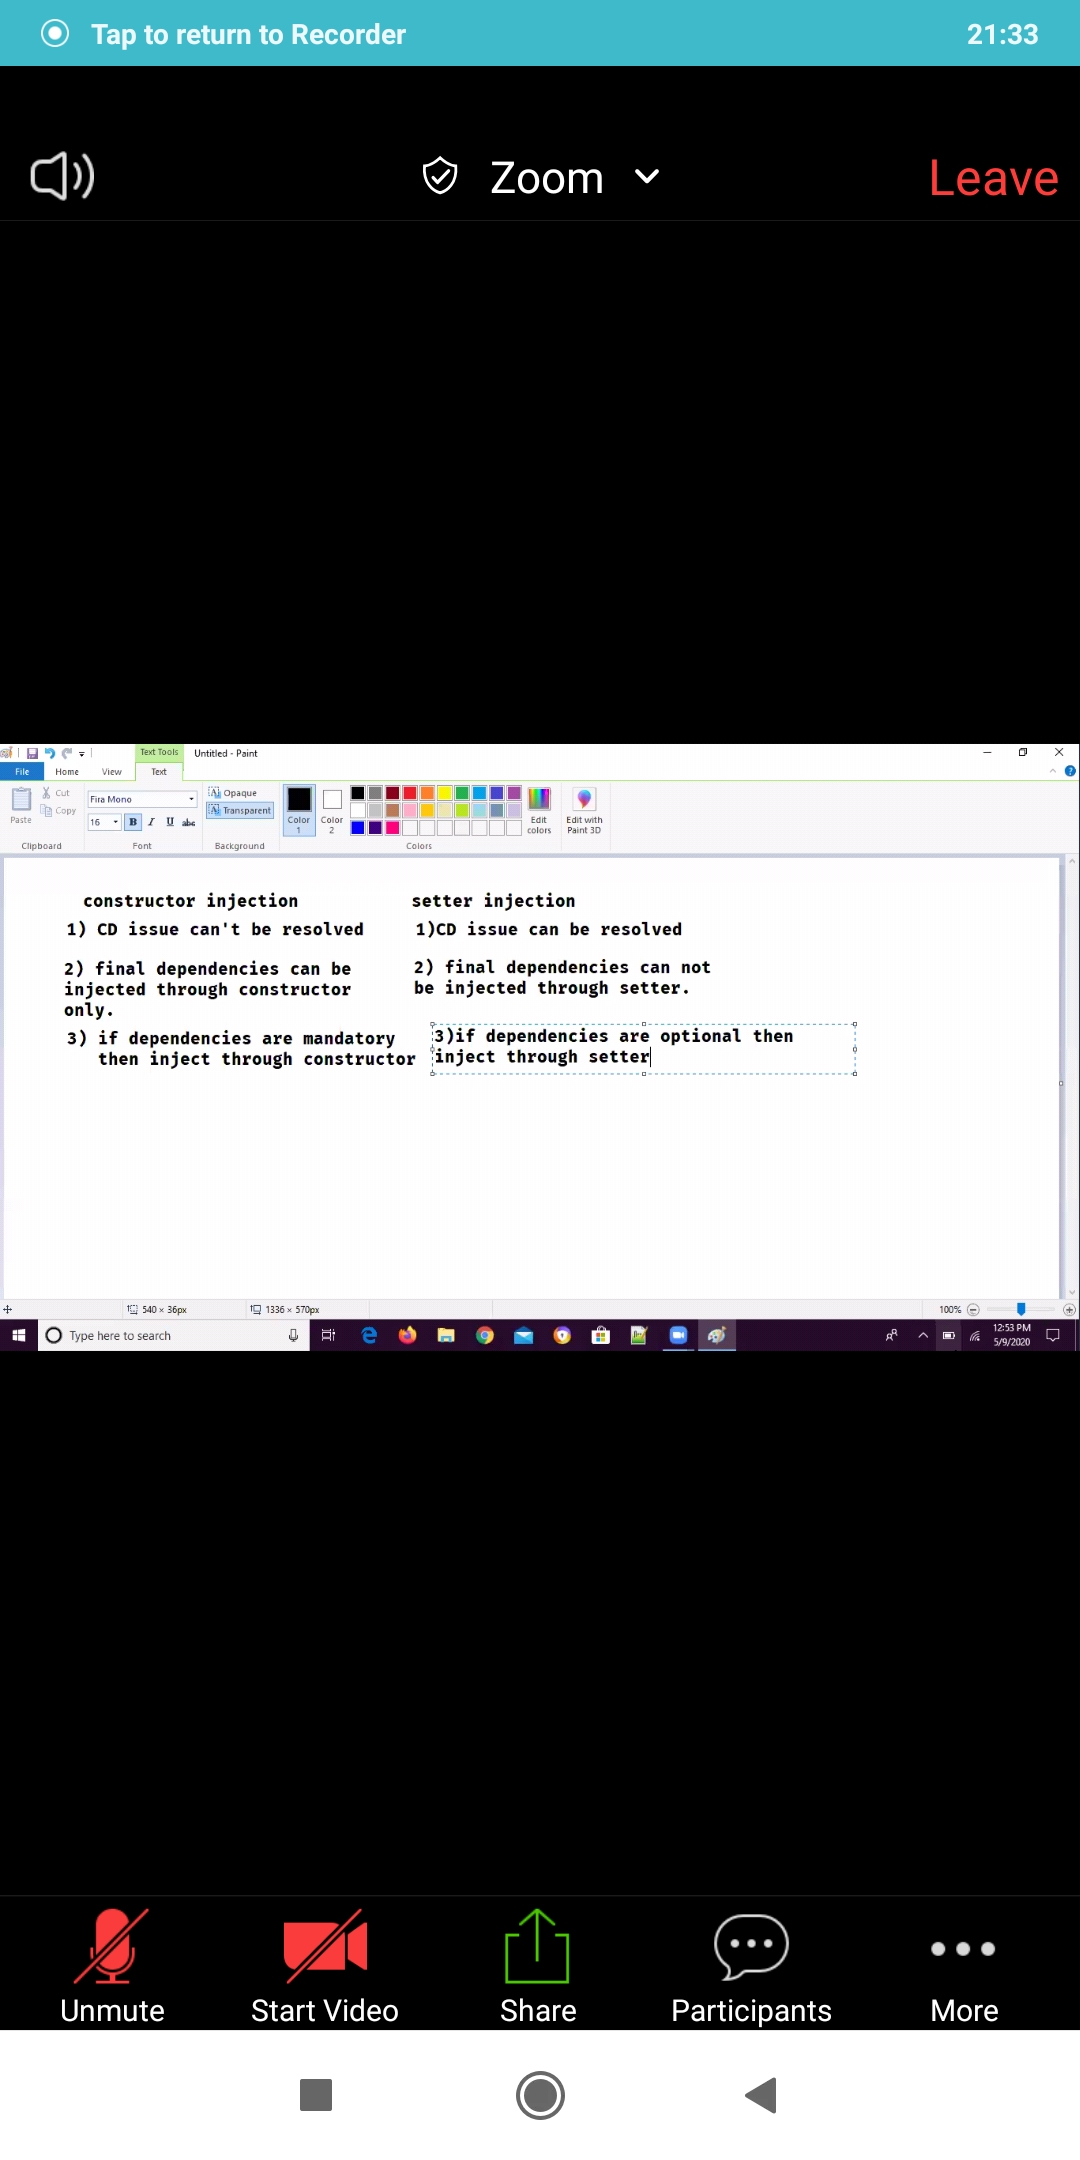 Tap to return to Recorder 21:33
Zoom Leave
Text Tools Untitled - Paint
File Home View Text
Cut
Copy
Paste
Fira Mono
16 B I U abc
Opaque
Transparent
Color 1
Color 2
Edit colors
Edit with Paint 3D
Clipboard Font Background Colors
constructor injection setter injection
1) CD issue can't be resolved 1)CD issue can be resolved
2) final dependencies can be 2) final dependencies can not
injected through constructor be injected through setter.
only.
3) if dependencies are mandatory 3)if dependencies are optional then
then inject through constructor inject through setter
540 × 36px 1336 × 570px 100%
Type here to search 12:53 PM
5/9/2020
Unmute Start Video Share Participants More